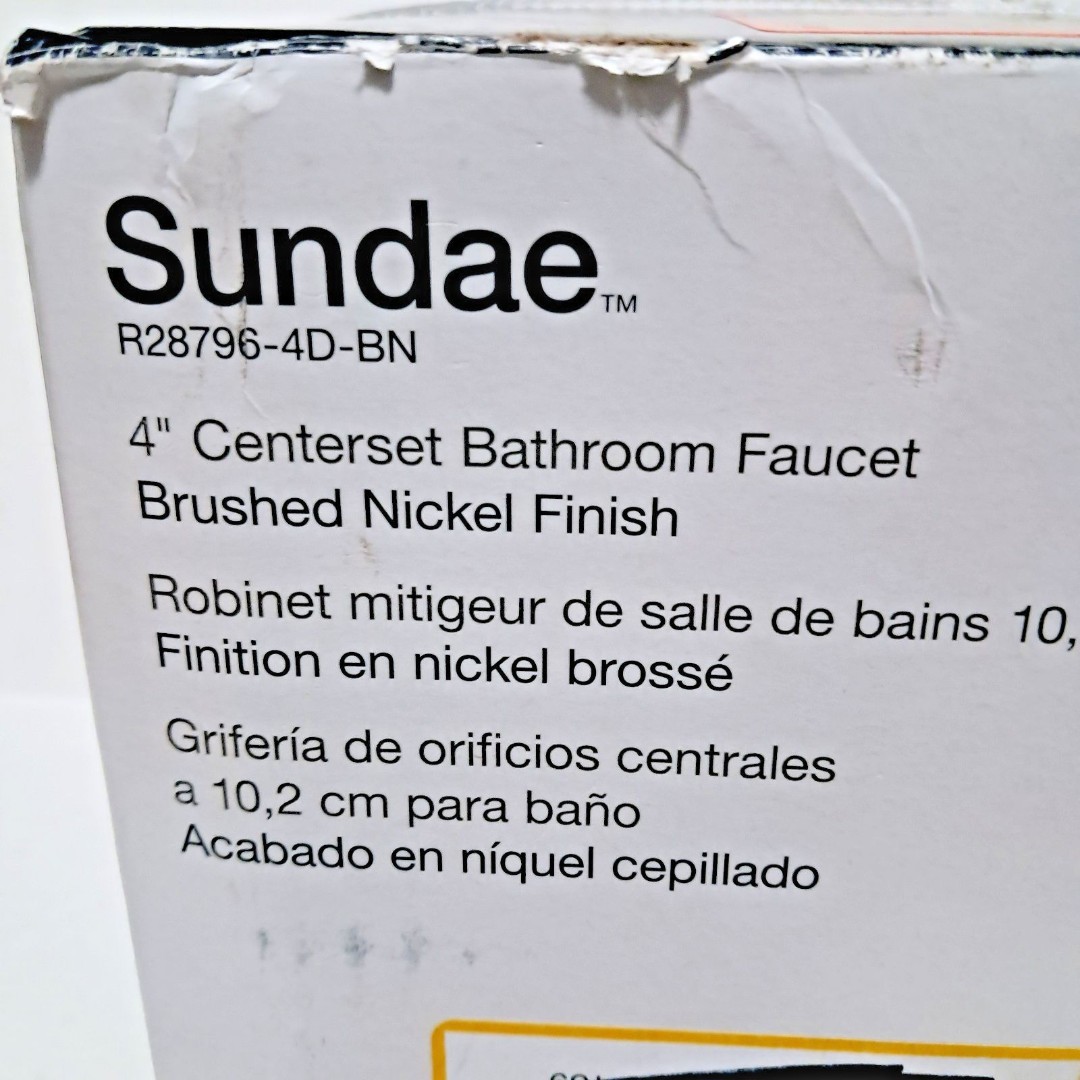 Sundae™
R28796-4D-BN
4" Centerset Bathroom Faucet
Brushed Nickel Finish
Robinet mitigeur de salle de bains 10,
Finition en nickel brossé
Grifería de orificios centrales
a 10,2 cm para baño
Acabado en níquel cepillado